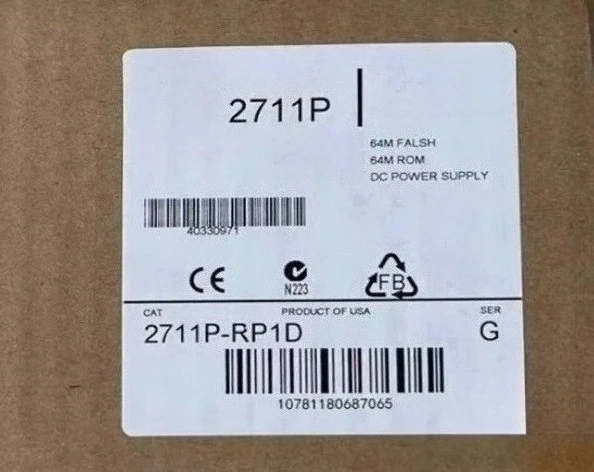 2711P
64M FALSH
64M ROM
DC POWER SUPPLY
40330971
CE
N223
FB
CAT PRODUCT OF USA SER
2711P-RP1D G
10781180687065